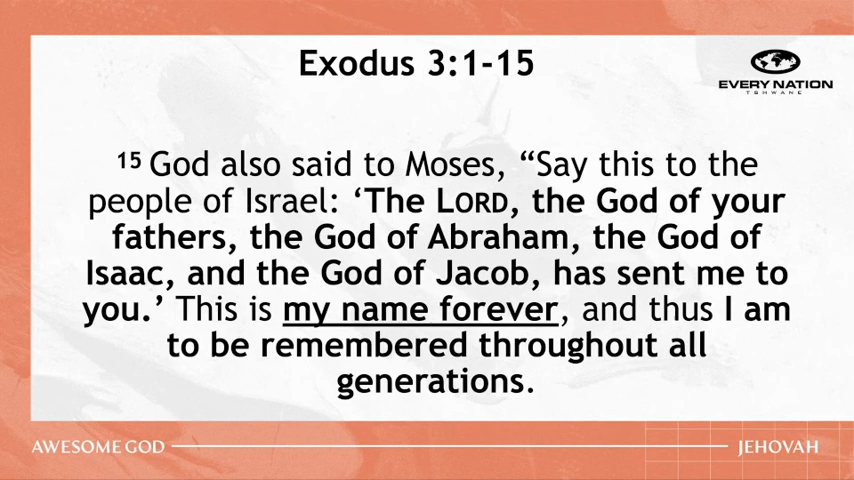 Exodus 3:1-15
EVERY NATION
TSHWANE
15 God also said to Moses, “Say this to the
people of Israel: ‘The LORD, the God of your
fathers, the God of Abraham, the God of
Isaac, and the God of Jacob, has sent me to
you.’ This is my name forever, and thus I am
to be remembered throughout all
generations.
AWESOME GOD
JEHOVAH